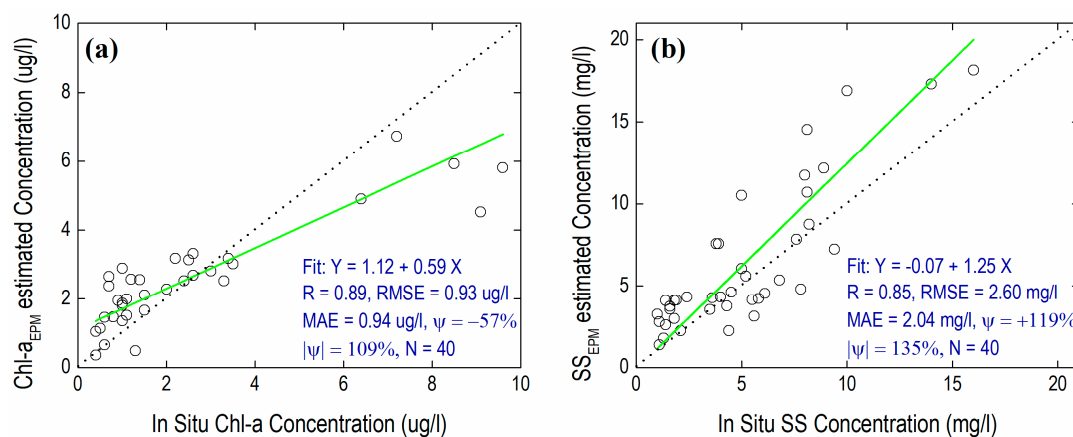 (a)
Chl-a_EPM estimated Concentration (ug/l)
10
8
6
4
2
0
Fit: Y = 1.12 + 0.59 X
R = 0.89, RMSE = 0.93 ug/l
MAE = 0.94 ug/l, ψ = −57%
|ψ| = 109%, N = 40
0 2 4 6 8 10
In Situ Chl-a Concentration (ug/l)
(b)
SS_EPM estimated Concentration (mg/l)
20
15
10
5
0
Fit: Y = -0.07 + 1.25 X
R = 0.85, RMSE = 2.60 mg/l
MAE = 2.04 mg/l, ψ = +119%
|ψ| = 135%, N = 40
0 5 10 15 20
In Situ SS Concentration (mg/l)